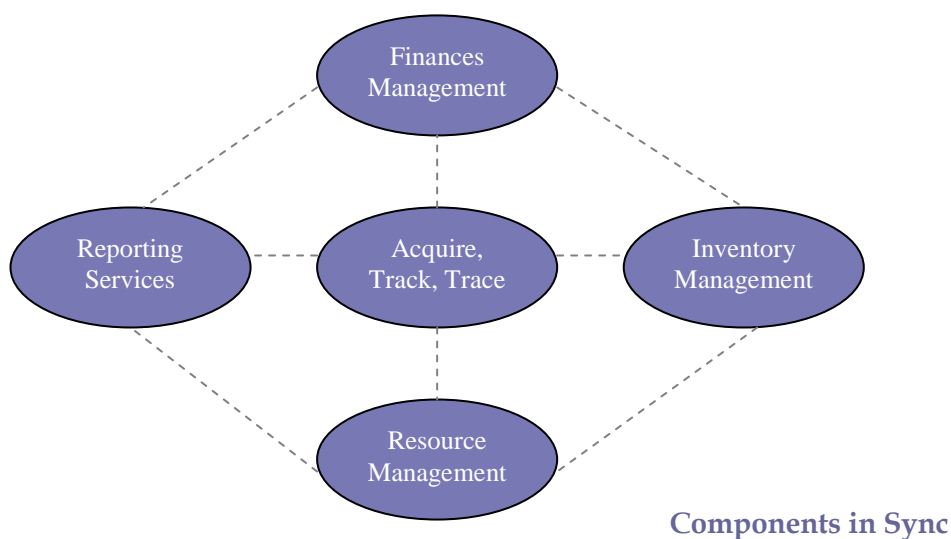 Finances
Management
Reporting
Services
Acquire,
Track, Trace
Inventory
Management
Resource
Management
Components in Sync